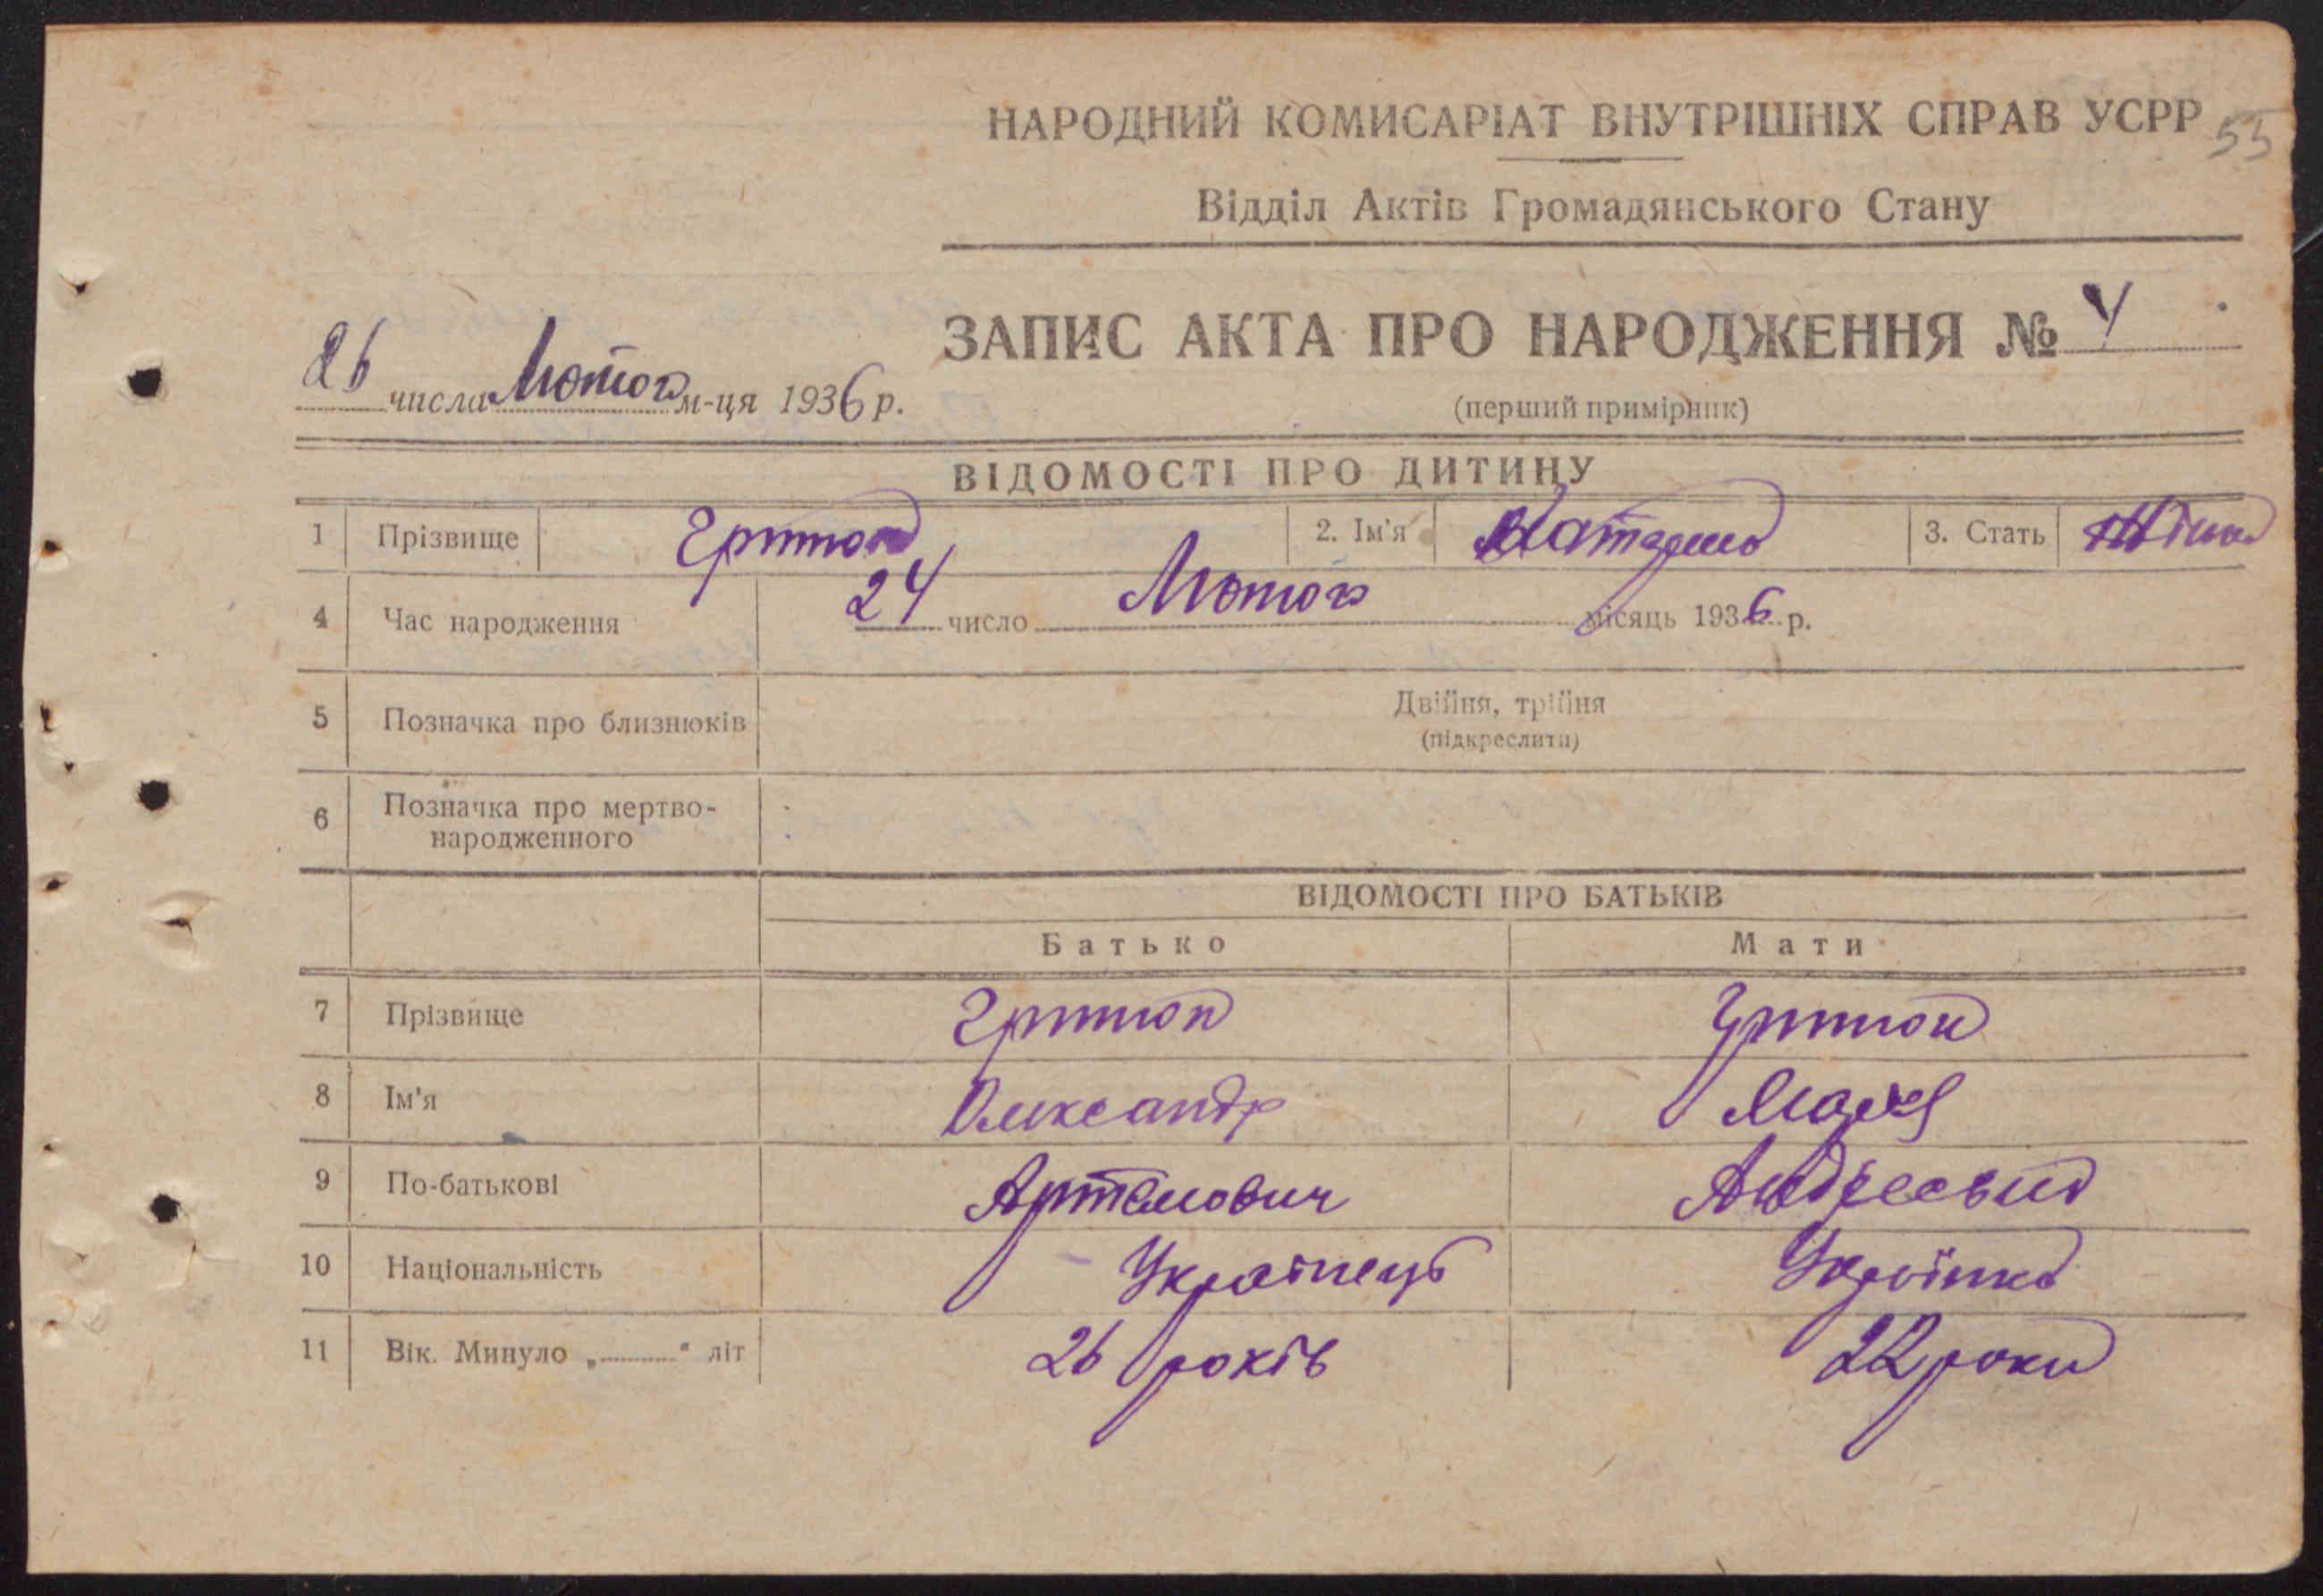 НАРОДНИЙ КОМИСАРІАТ ВНУТРІШНІХ СПРАВ УСРР 55
Відділ Актів Громадянського Стану
ЗАПИС АКТА ПРО НАРОДЖЕННЯ № 4
26 числа Лютого м-ця 1936 р.
(перший примірник)
ВІДОМОСТІ ПРО ДИТИНУ
1 Прізвище 2. Ім'я 3. Стать
4 Час народження 24 число Лютого місяць 1936 р.
5 Позначка про близнюків Двійня, трійня
(підкреслити)
6 Позначка про мертво-
народженного
ВІДОМОСТІ ПРО БАТЬКІВ
Батько Мати
7 Прізвище
8 Ім'я Олександр Марія
9 По-батькові Артемович Андреевна
10 Національність Українець Українка
11 Вік. Минуло „ “ літ 26 років 22 роки